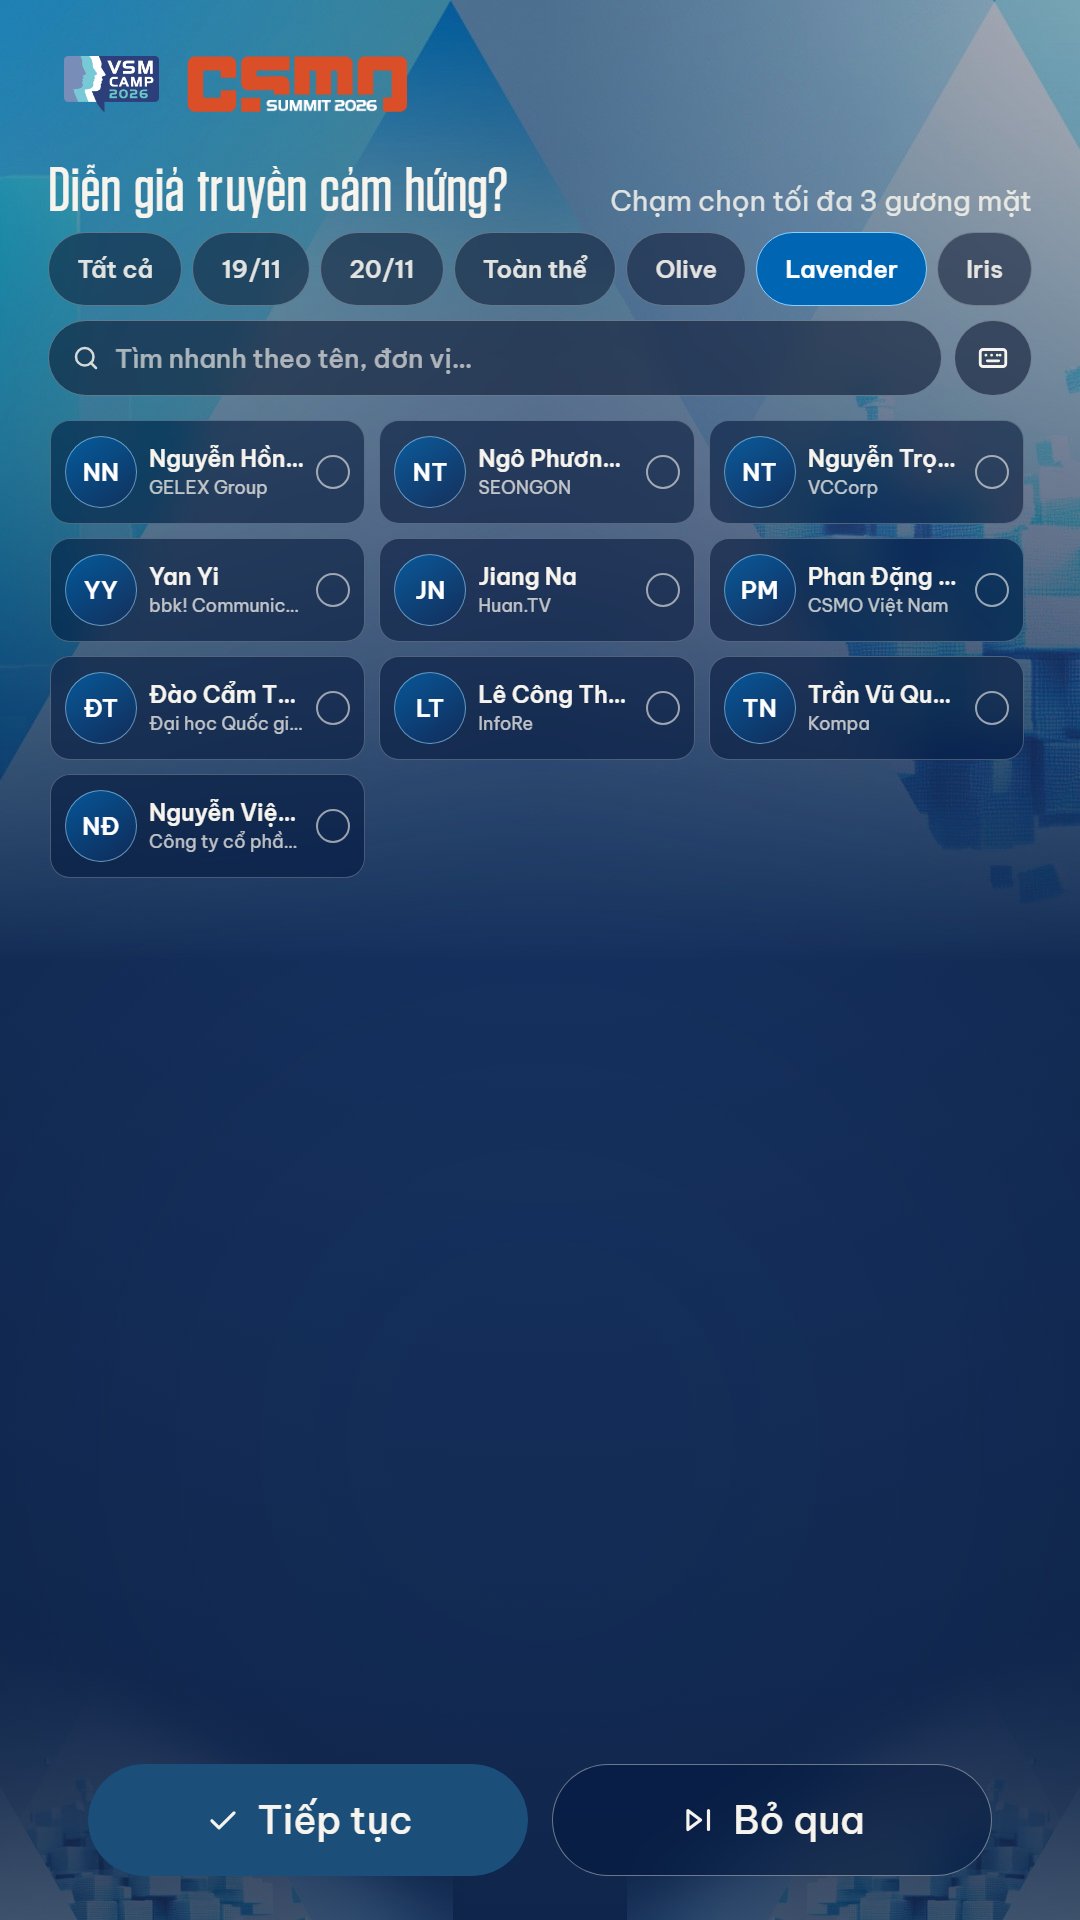 VSM
CAMP
2026
CSMO
SUMMIT 2026
Diễn giả truyền cảm hứng?
Chạm chọn tối đa 3 gương mặt
Tất cả
19/11
20/11
Toàn thể
Olive
Lavender
Iris
Tìm nhanh theo tên, đơn vị...
NN
Nguyễn Hồn...
GELEX Group
NT
Ngô Phươn...
SEONGON
NT
Nguyễn Trọ...
VCCorp
YY
Yan Yi
bbk! Communic...
JN
Jiang Na
Huan.TV
PM
Phan Đặng ...
CSMO Việt Nam
ĐT
Đào Cẩm T...
Đại học Quốc gi...
LT
Lê Công Th...
InfoRe
TN
Trần Vũ Qu...
Kompa
NĐ
Nguyễn Việ...
Công ty cổ phầ...
Tiếp tục
Bỏ qua